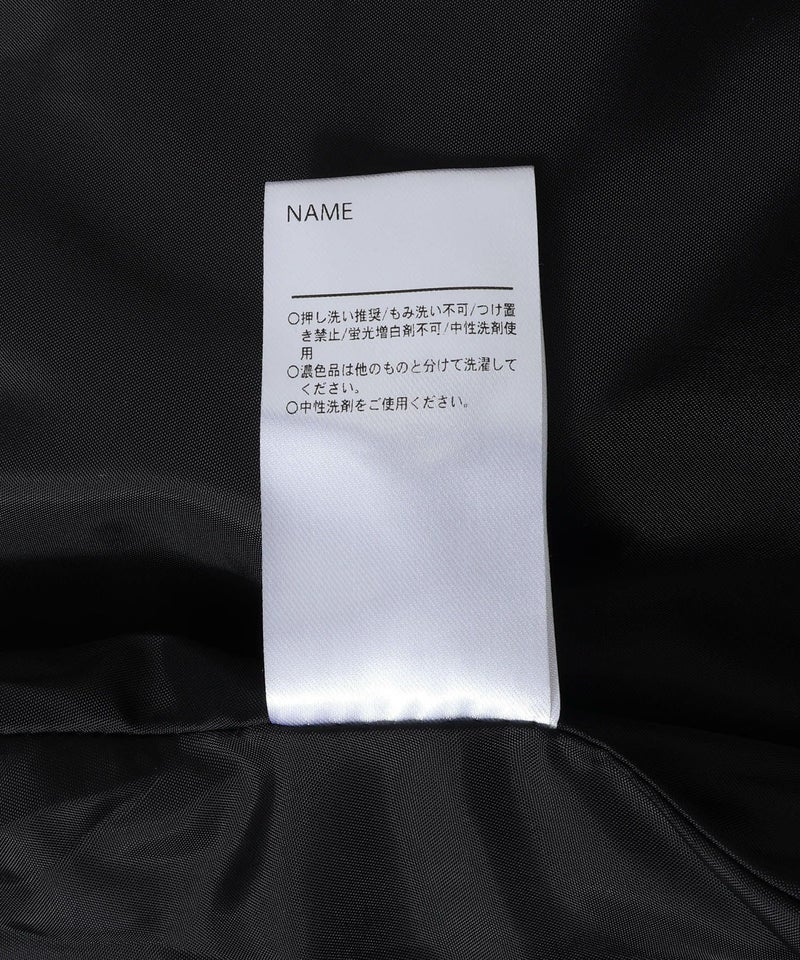 NAME
○押し洗い推奨/もみ洗い不可/つけ置
き禁止/蛍光増白剤不可/中性洗剤使
用
○濃色品は他のものと分けて洗濯して
ください。
○中性洗剤をご使用ください。